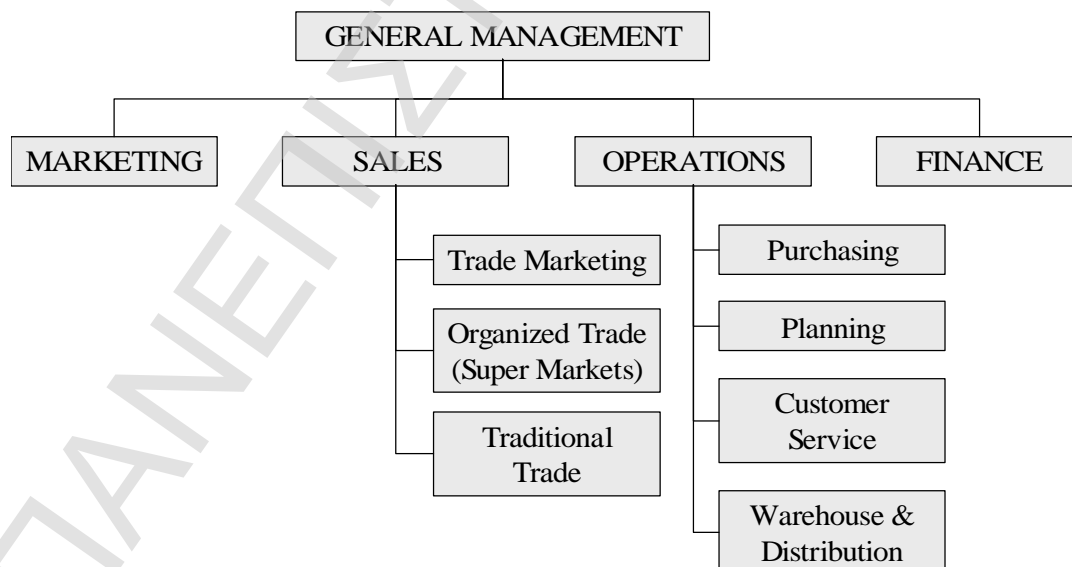 GENERAL MANAGEMENT
MARKETING
SALES
OPERATIONS
FINANCE
Trade Marketing
Organized Trade
(Super Markets)
Traditional
Trade
Purchasing
Planning
Customer
Service
Warehouse &
Distribution
ΠΑΝΕΠΙΣΤ